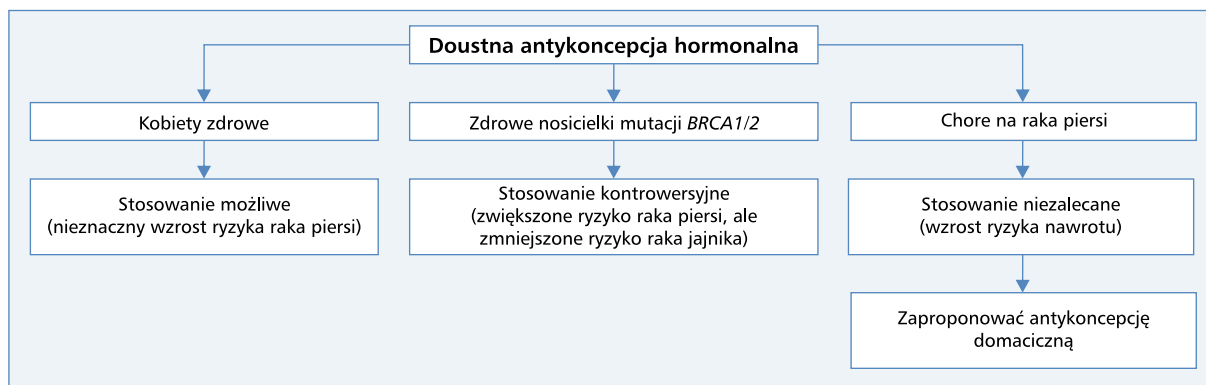 Doustna antykoncepcja hormonalna
Kobiety zdrowe
Zdrowe nosicielki mutacji BRCA1/2
Chore na raka piersi
Stosowanie możliwe
(nieznaczny wzrost ryzyka raka piersi)
Stosowanie kontrowersyjne
(zwiększone ryzyko raka piersi, ale
zmniejszone ryzyko raka jajnika)
Stosowanie niezalecane
(wzrost ryzyka nawrotu)
Zaproponować antykoncepcję
domaciczną